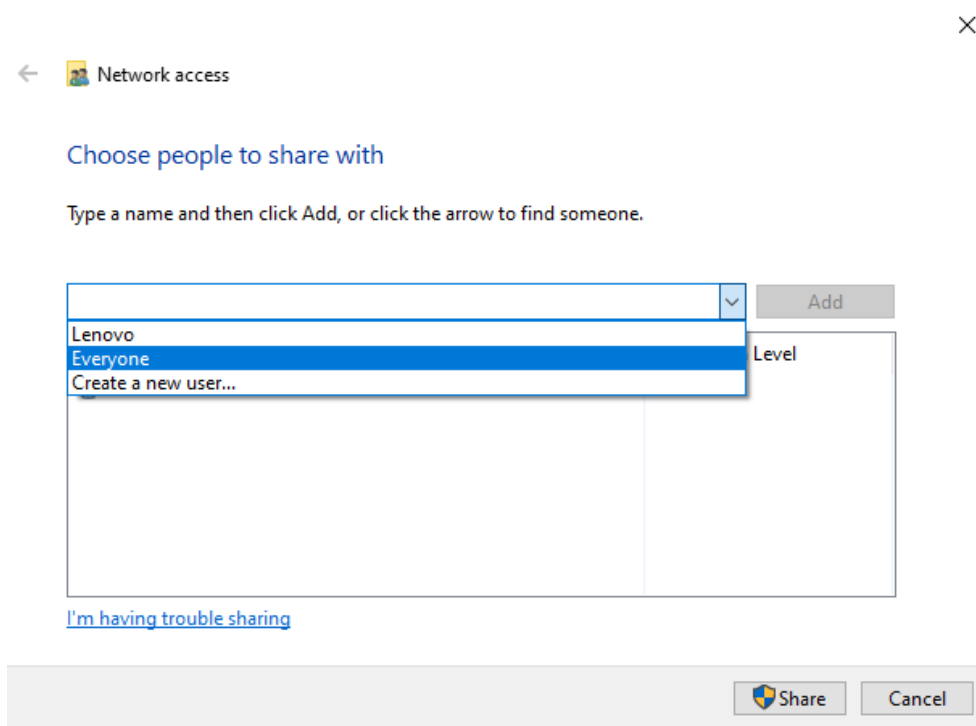 Network access
Choose people to share with
Type a name and then click Add, or click the arrow to find someone.
Add
Lenovo
Everyone
Create a new user...
Level
I'm having trouble sharing
Share
Cancel